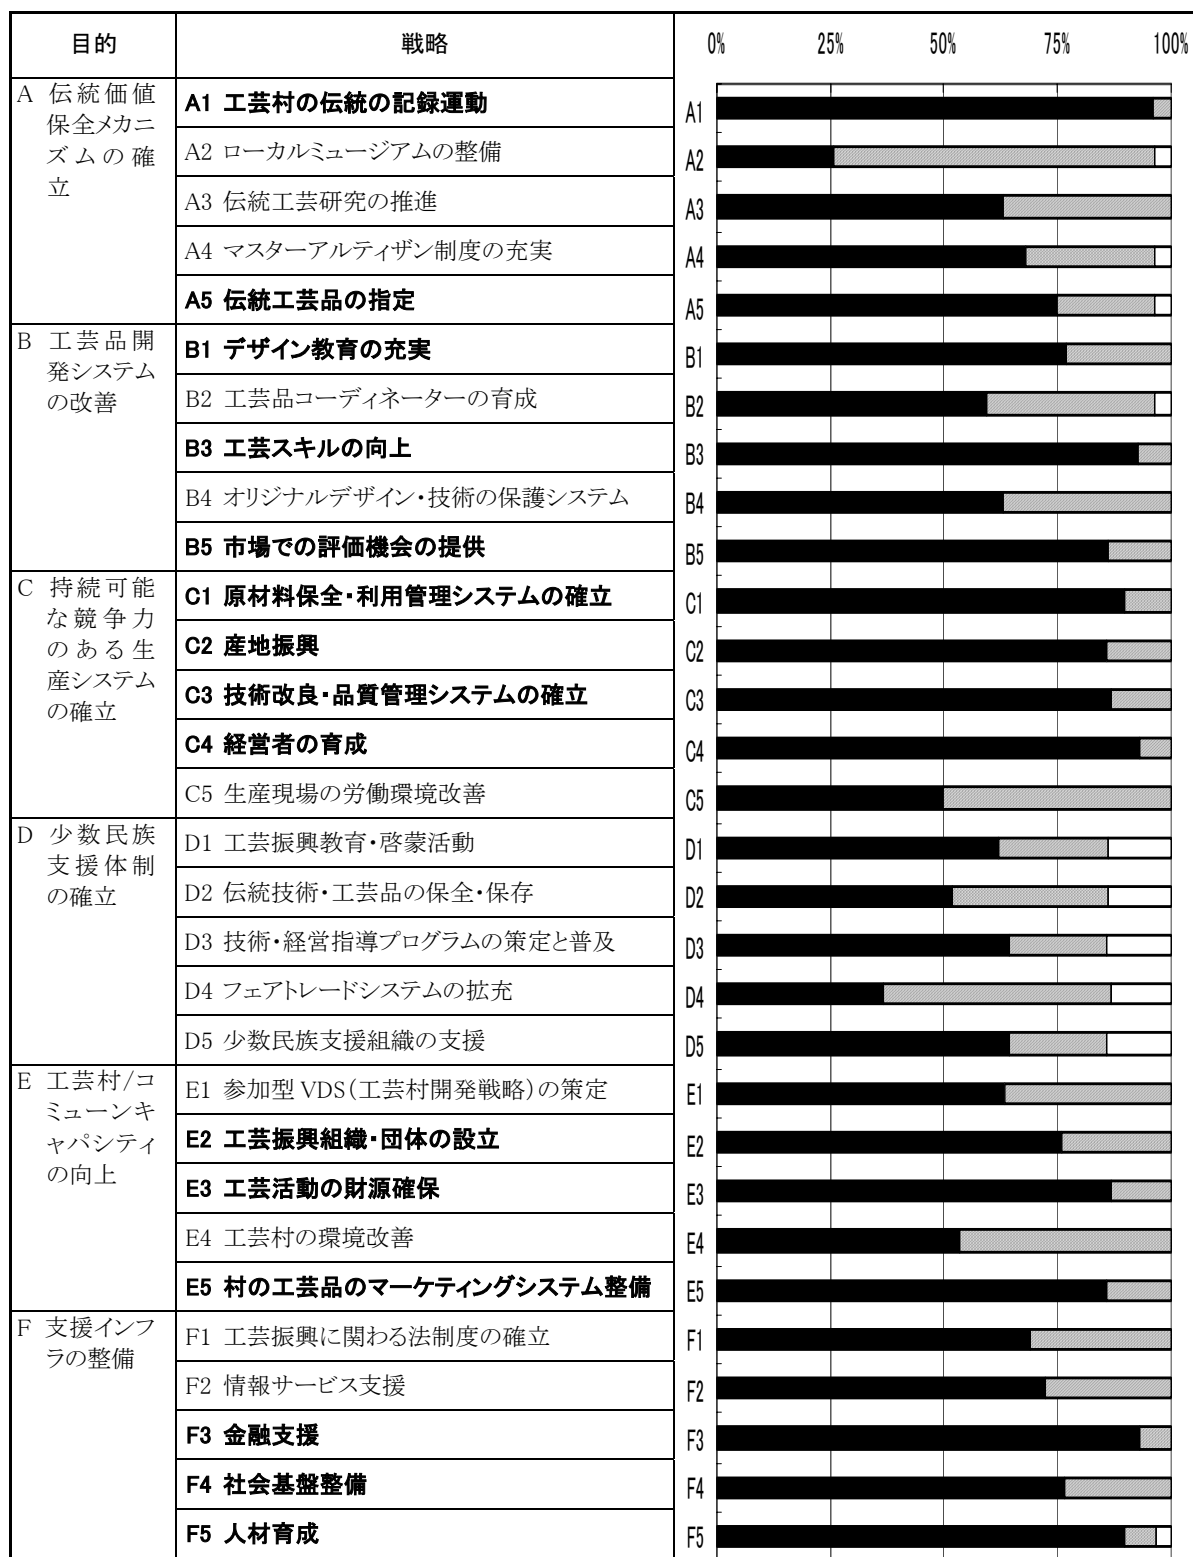 目的
戦略
0% 25% 50% 75% 100%
A 伝統価値
保全メカニ
ズムの確
立
A1 工芸村の伝統の記録運動
A2 ローカルミュージアムの整備
A3 伝統工芸研究の推進
A4 マスターアルティザン制度の充実
A5 伝統工芸品の指定
B 工芸品開
発システム
の改善
B1 デザイン教育の充実
B2 工芸品コーディネーターの育成
B3 工芸スキルの向上
B4 オリジナルデザイン・技術の保護システム
B5 市場での評価機会の提供
C 持続可能
な競争力
のある生
産システム
の確立
C1 原材料保全・利用管理システムの確立
C2 産地振興
C3 技術改良・品質管理システムの確立
C4 経営者の育成
C5 生産現場の労働環境改善
D 少数民族
支援体制
の確立
D1 工芸振興教育・啓蒙活動
D2 伝統技術・工芸品の保全・保存
D3 技術・経営指導プログラムの策定と普及
D4 フェアトレードシステムの拡充
D5 少数民族支援組織の支援
E 工芸村/コ
ミューンキ
ャパシティ
の向上
E1 参加型 VDS(工芸村開発戦略)の策定
E2 工芸振興組織・団体の設立
E3 工芸活動の財源確保
E4 工芸村の環境改善
E5 村の工芸品のマーケティングシステム整備
F 支援インフ
ラの整備
F1 工芸振興に関わる法制度の確立
F2 情報サービス支援
F3 金融支援
F4 社会基盤整備
F5 人材育成
A1
A2
A3
A4
A5
B1
B2
B3
B4
B5
C1
C2
C3
C4
C5
D1
D2
D3
D4
D5
E1
E2
E3
E4
E5
F1
F2
F3
F4
F5